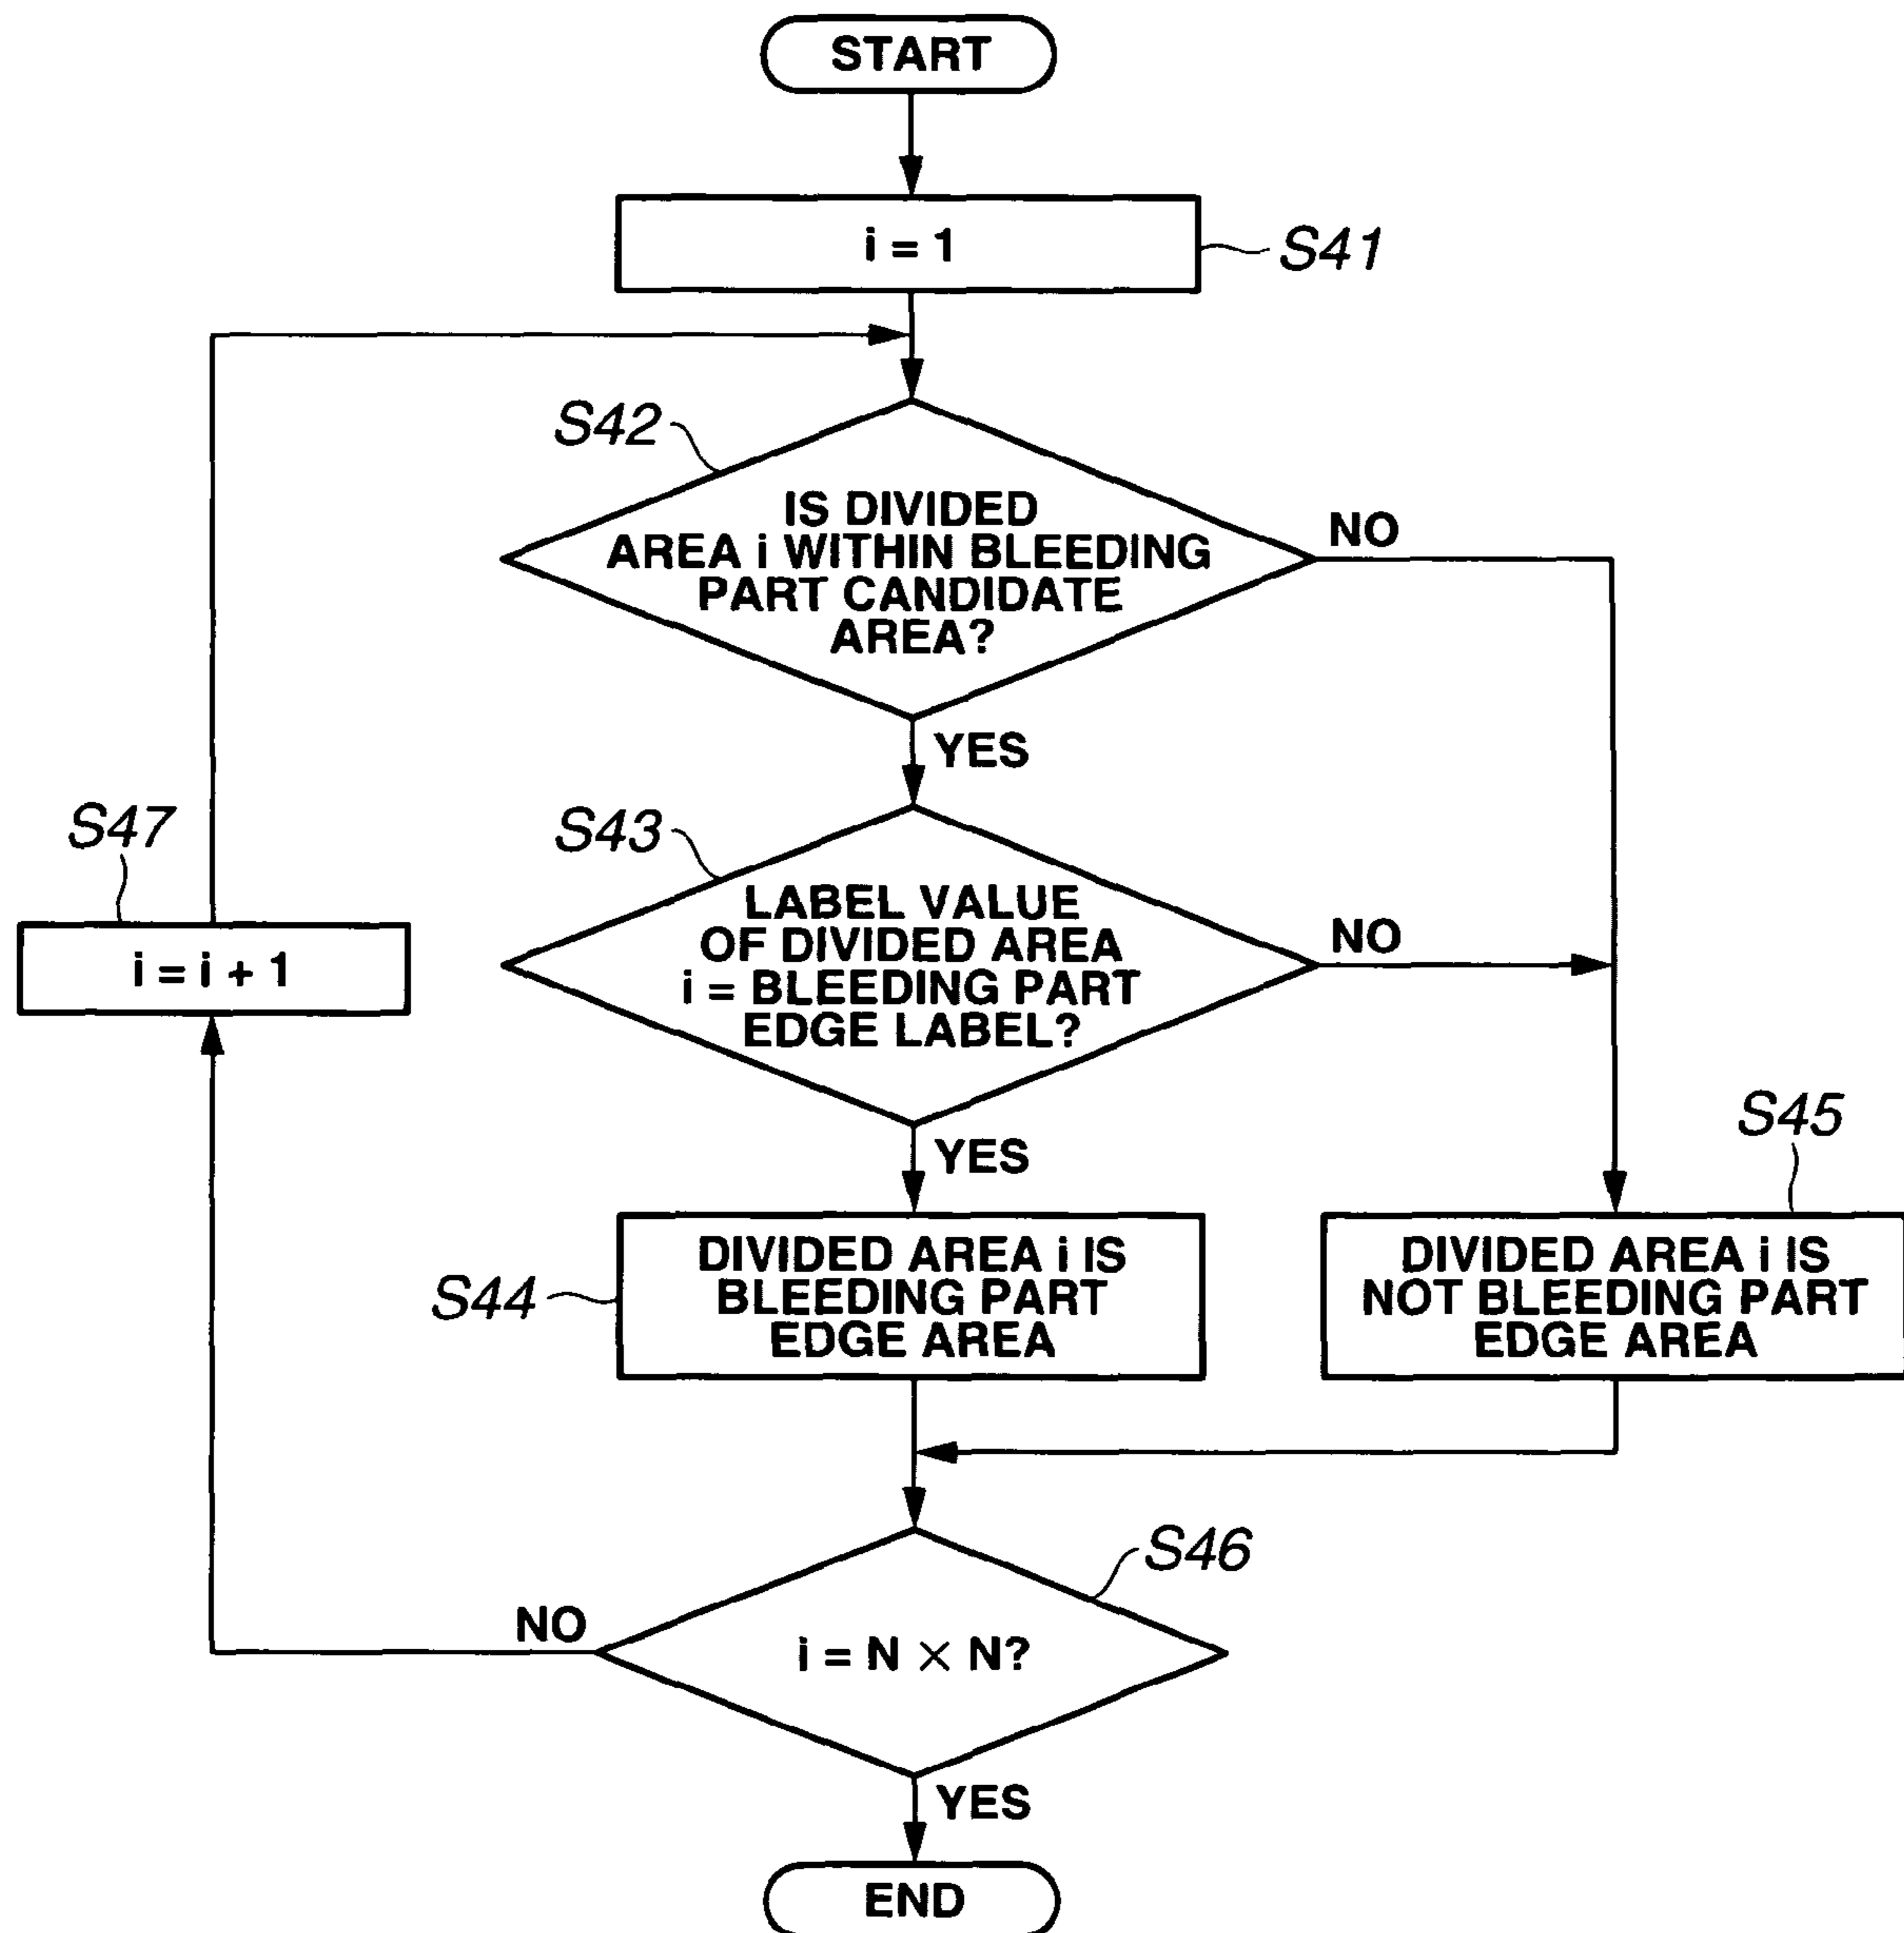 START
i = 1
S41
S42
IS DIVIDED
AREA i WITHIN BLEEDING
PART CANDIDATE
AREA?
NO
YES
S47
i = i + 1
S43
LABEL VALUE
OF DIVIDED AREA
i = BLEEDING PART
EDGE LABEL?
NO
YES
S44
DIVIDED AREA i IS
BLEEDING PART
EDGE AREA
S45
DIVIDED AREA i IS
NOT BLEEDING PART
EDGE AREA
S46
i = N × N?
NO
YES
END